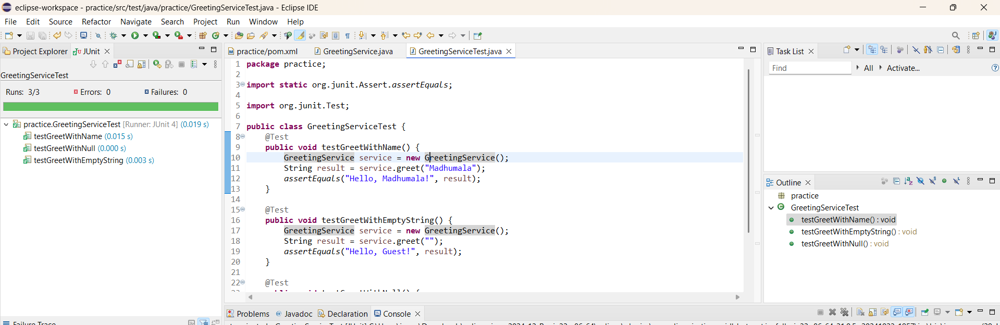 eclipse-workspace - practice/src/test/java/practice/GreetingServiceTest.java - Eclipse IDE
File Edit Source Refactor Navigate Search Project Run Window Help
Project Explorer JUnit
GreetingServiceTest
Runs: 3/3 Errors: 0 Failures: 0
practice.GreetingServiceTest [Runner: JUnit 4] (0.019 s)
testGreetWithName (0.015 s)
testGreetWithNull (0.000 s)
testGreetWithEmptyString (0.003 s)
Failure Trace
practice/pom.xml GreetingService.java GreetingServiceTest.java
1 package practice;
2
3 import static org.junit.Assert.assertEquals;
4
5 import org.junit.Test;
6
7 public class GreetingServiceTest {
8 @Test
9 public void testGreetWithName() {
10 GreetingService service = new GreetingService();
11 String result = service.greet("Madhumala");
12 assertEquals("Hello, Madhumala!", result);
13 }
14
15 @Test
16 public void testGreetWithEmptyString() {
17 GreetingService service = new GreetingService();
18 String result = service.greet("");
19 assertEquals("Hello, Guest!", result);
20 }
21
22 @Test
Problems Javadoc Declaration Console
Task List
Find All Activate...
Outline
practice
GreetingServiceTest
testGreetWithName() : void
testGreetWithEmptyString() : void
testGreetWithNull() : void